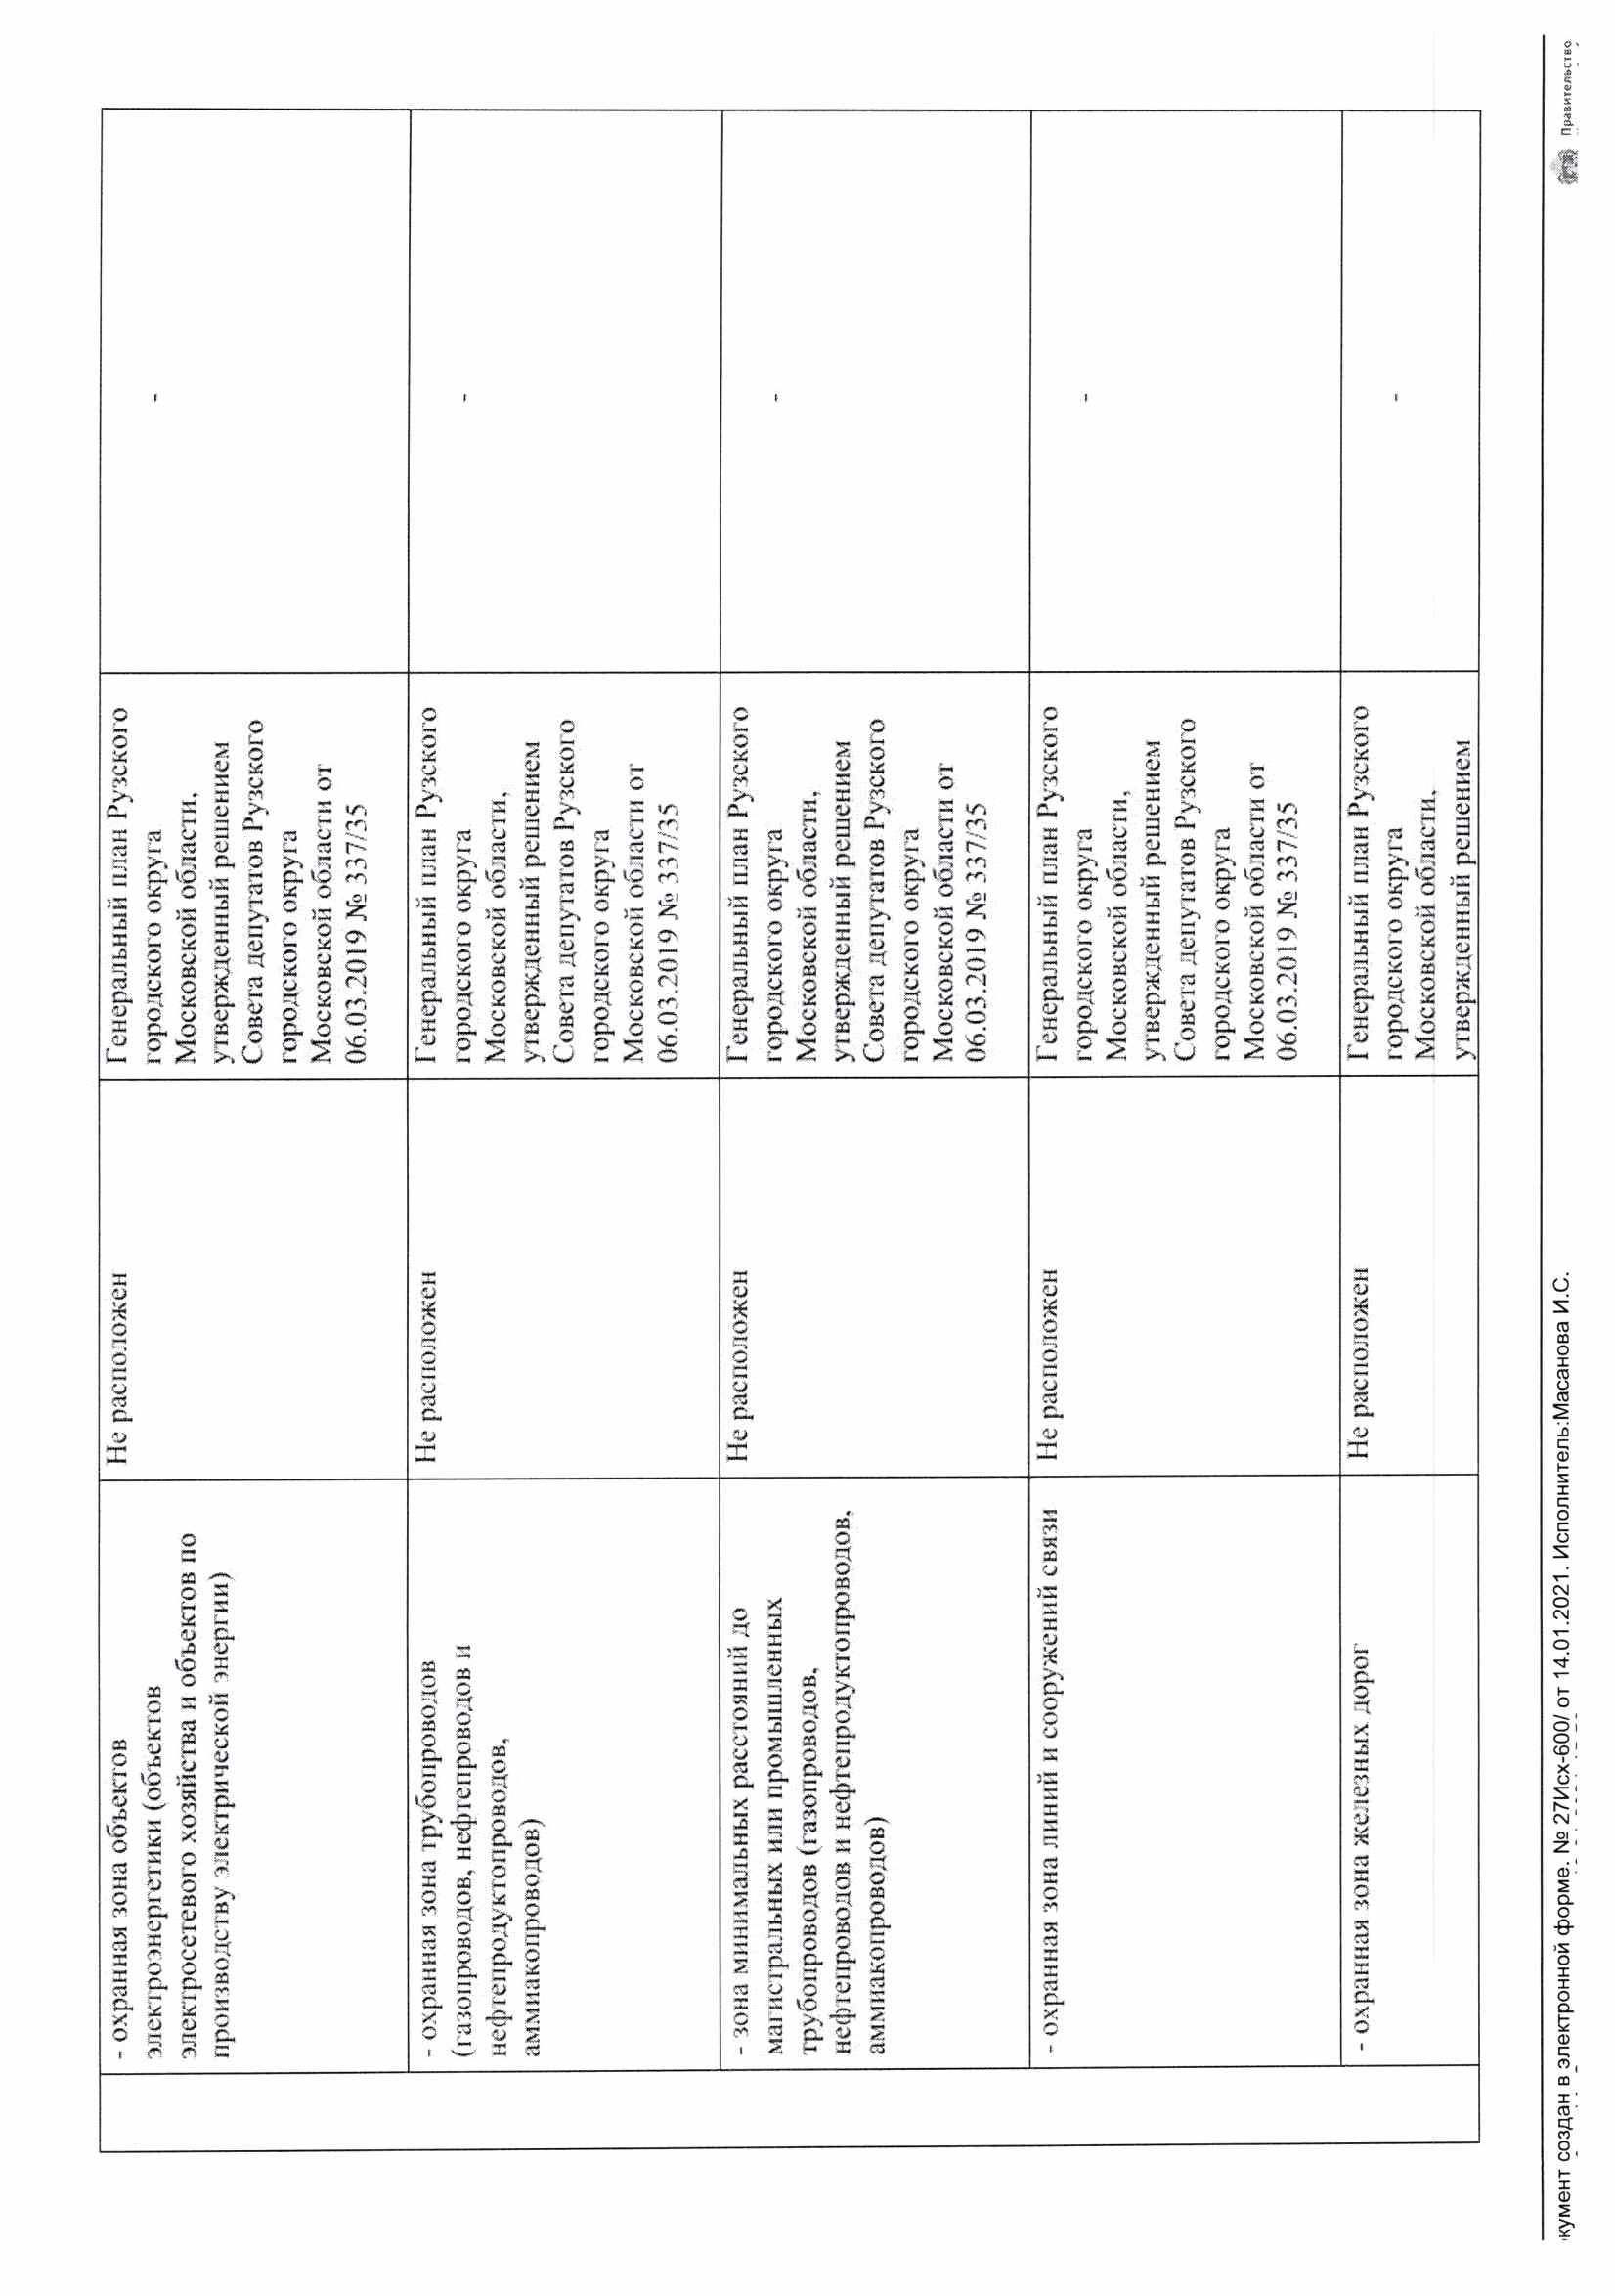 - охранная зона объектов
электроэнергетики (объектов
электросетевого хозяйства и объектов по
производству электрической энергии)
Не расположен
Генеральный план Рузского
городского округа
Московской области,
утвержденный решением
Совета депутатов Рузского
городского округа
Московской области от
06.03.2019 № 337/35
-
- охранная зона трубопроводов
(газопроводов, нефтепроводов и
нефтепродуктопроводов,
аммиакопроводов)
Не расположен
Генеральный план Рузского
городского округа
Московской области,
утвержденный решением
Совета депутатов Рузского
городского округа
Московской области от
06.03.2019 № 337/35
-
- зона минимальных расстояний до
магистральных или промышленных
трубопроводов (газопроводов,
нефтепроводов и нефтепродуктопроводов,
аммиакопроводов)
Не расположен
Генеральный план Рузского
городского округа
Московской области,
утвержденный решением
Совета депутатов Рузского
городского округа
Московской области от
06.03.2019 № 337/35
-
- охранная зона линий и сооружений связи
Не расположен
Генеральный план Рузского
городского округа
Московской области,
утвержденный решением
Совета депутатов Рузского
городского округа
Московской области от
06.03.2019 № 337/35
-
- охранная зона железных дорог
Не расположен
Генеральный план Рузского
городского округа
Московской области,
утвержденный решением
-
кумент создан в электронной форме. № 27Исх-600/ от 14.01.2021. Исполнитель:Масанова И.С.
Правительство